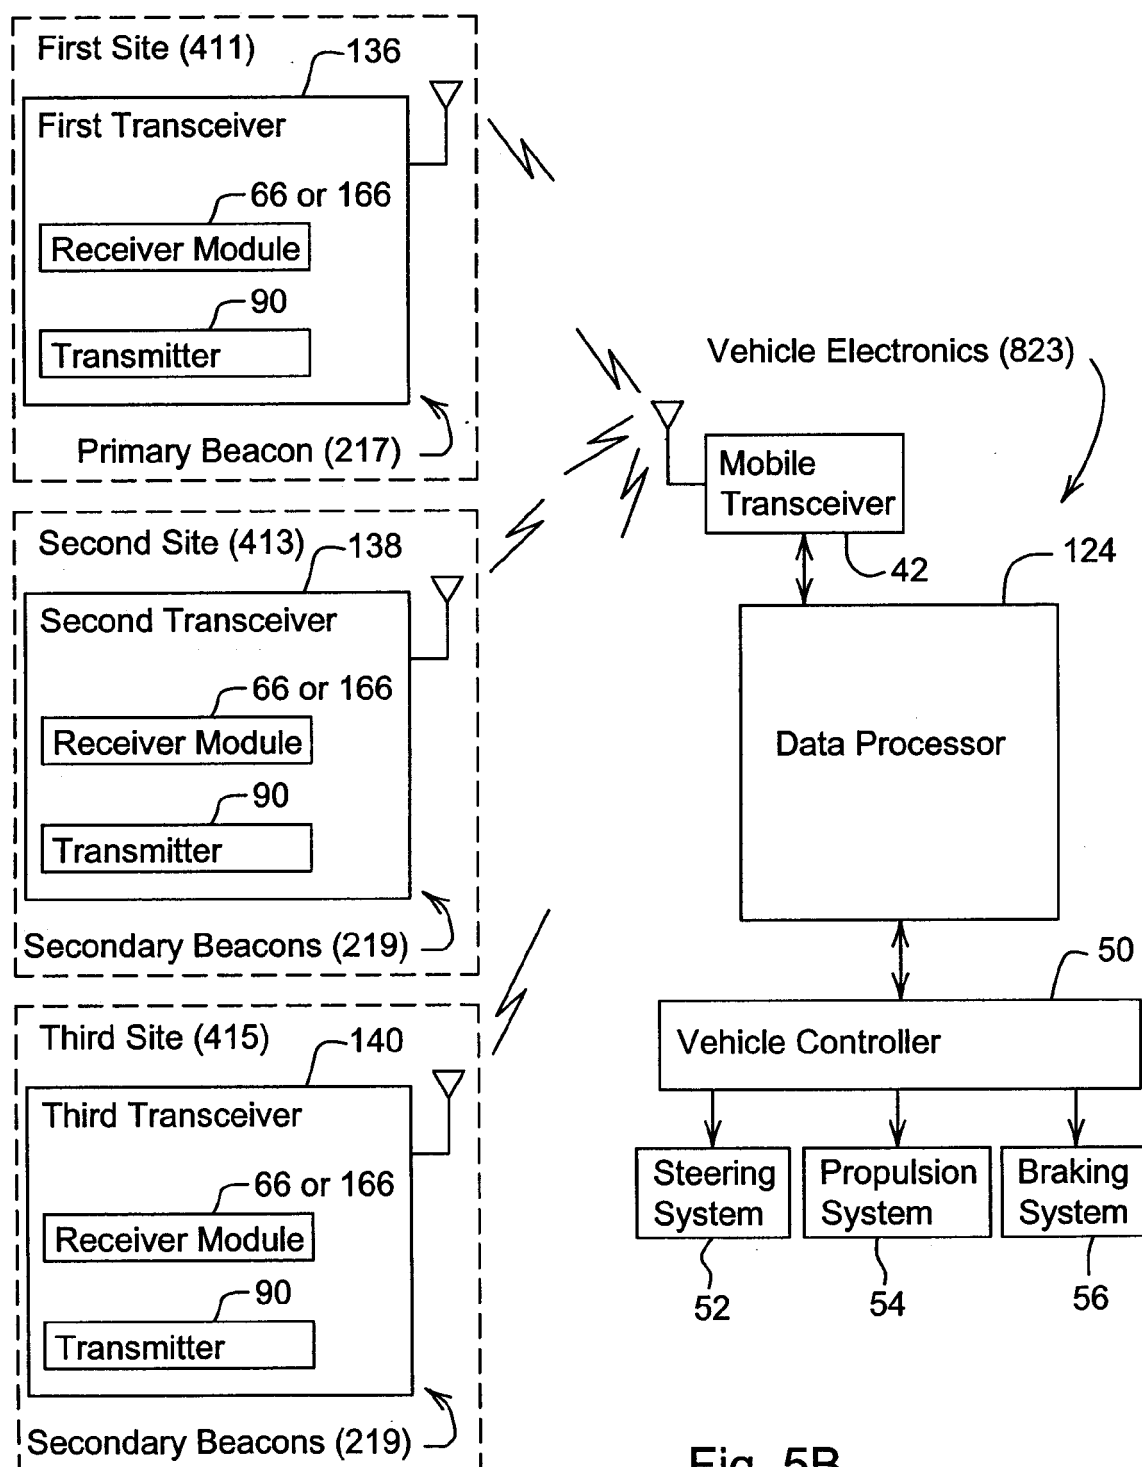 First Site (411)
136
First Transceiver
66 or 166
Receiver Module
90
Transmitter
Primary Beacon (217)
Second Site (413)
138
Second Transceiver
66 or 166
Receiver Module
90
Transmitter
Secondary Beacons (219)
Third Site (415)
140
Third Transceiver
66 or 166
Receiver Module
90
Transmitter
Secondary Beacons (219)
Vehicle Electronics (823)
Mobile
Transceiver
42
124
Data Processor
50
Vehicle Controller
Steering
System
52
Propulsion
System
54
Braking
System
56
Fig. 5B